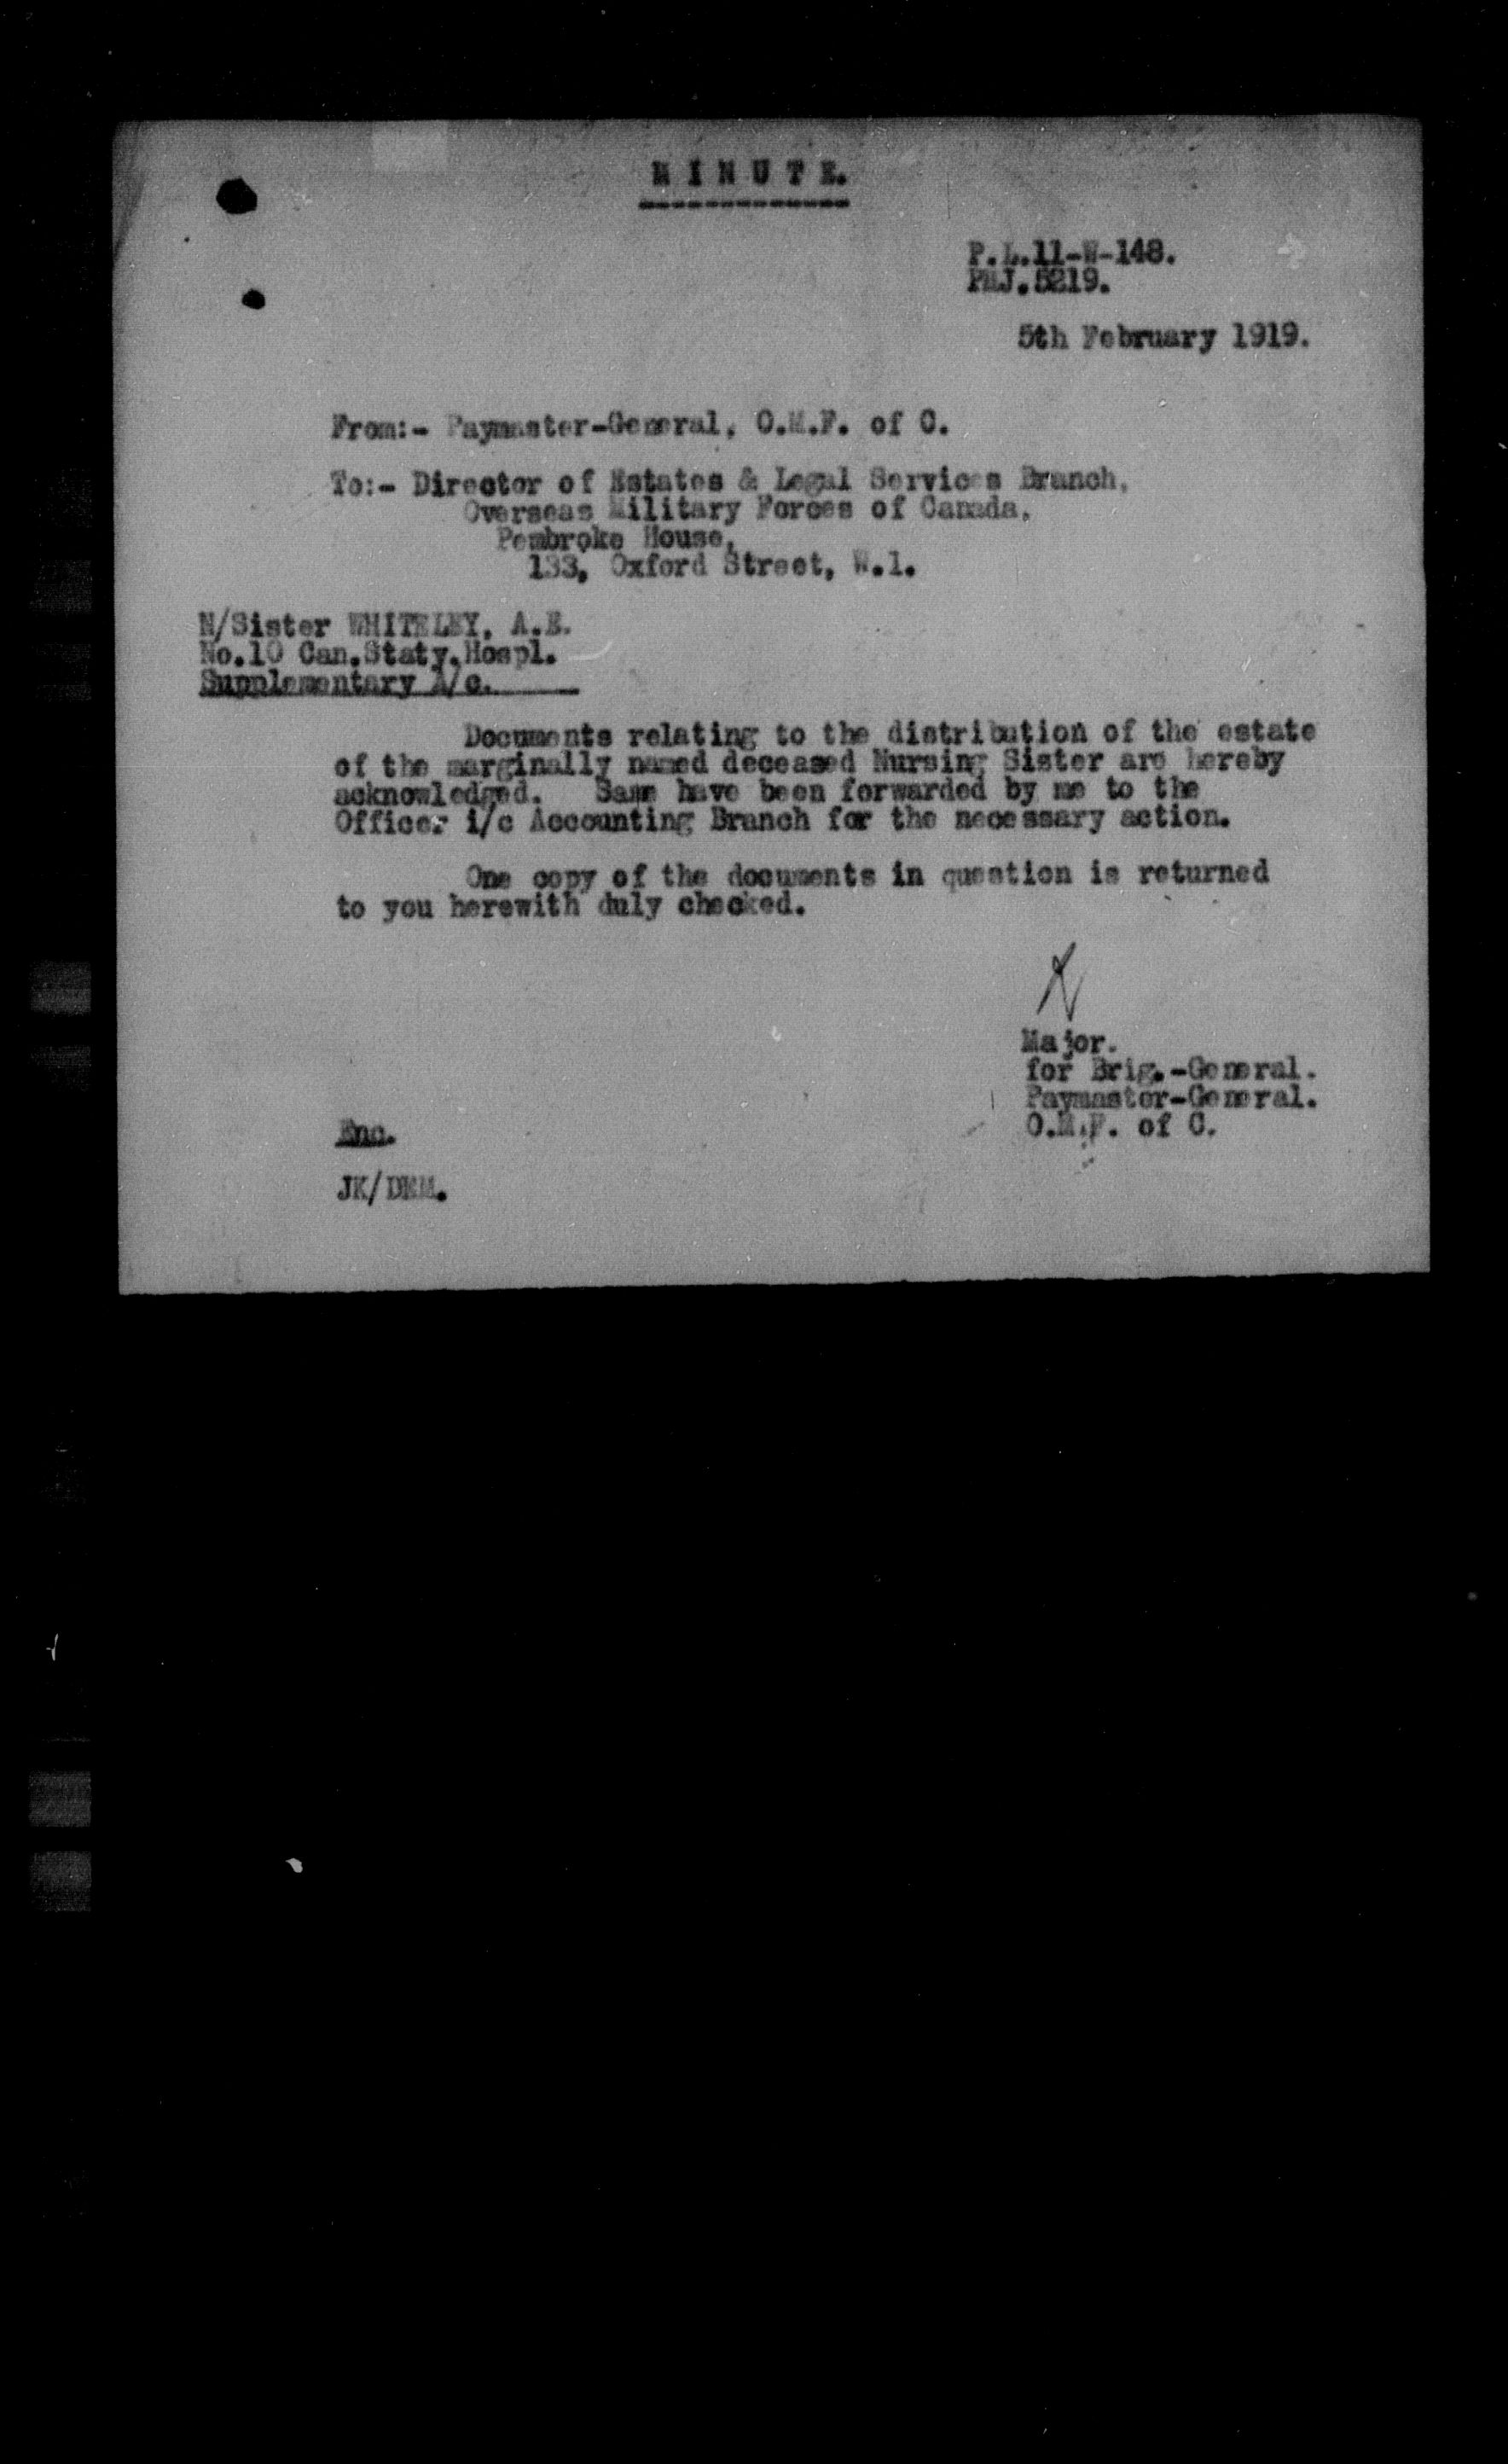 MINUTE.
P.L.11-W-148.
PMJ.5219.
5th February 1919.
From:- Paymaster-General, O.M.F. of C.
To:- Director of Estates & Legal Services Branch,
Overseas Military Forces of Canada,
Pembroke House,
133, Oxford Street, W.1.
N/Sister WHITELEY, A.E.
No.10 Can.Staty.Hospl.
Supplementary A/c.
Documents relating to the distribution of the estate
of the marginally named deceased Nursing Sister are hereby
acknowledged. Same have been forwarded by me to the
Officer i/c Accounting Branch for the necessary action.
One copy of the documents in question is returned
to you herewith duly checked.
Major.
for Brig.-General.
Paymaster-General.
O.M.F. of C.
Enc.
JK/DEM.